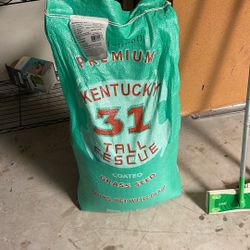 PREMIUM
KENTUCKY
31
TALL
FESCUE
COATED
GRASS SEED